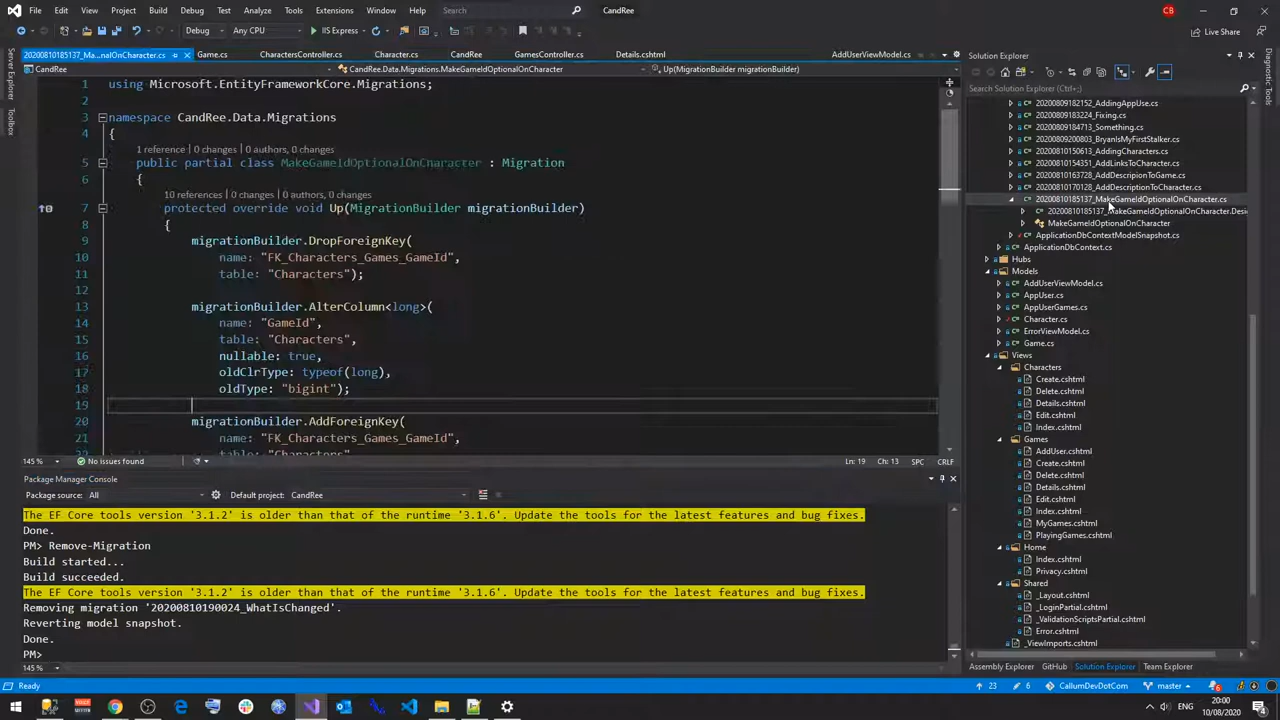 File Edit View Project Build Debug Test Analyze Tools Extensions Window Help Search CandRee CB
Debug Any CPU IIS Express Live Share
20200810185137_Ma...nalOnCharacter.cs Game.cs CharactersController.cs Character.cs CandRee GamesController.cs Details.cshtml AddUserViewModel.cs
CandRee CandRee.Data.Migrations.MakeGameIdOptionalOnCharacter Up(MigrationBuilder migrationBuilder)
1 using Microsoft.EntityFrameworkCore.Migrations;
2
3 namespace CandRee.Data.Migrations
4 {
1 reference | 0 changes | 0 authors, 0 changes
5 public partial class MakeGameIdOptionalOnCharacter : Migration
6 {
10 references | 0 changes | 0 authors, 0 changes
7 protected override void Up(MigrationBuilder migrationBuilder)
8 {
9 migrationBuilder.DropForeignKey(
10 name: "FK_Characters_Games_GameId",
11 table: "Characters");
12
13 migrationBuilder.AlterColumn<long>(
14 name: "GameId",
15 table: "Characters",
16 nullable: true,
17 oldClrType: typeof(long),
18 oldType: "bigint");
19
20 migrationBuilder.AddForeignKey(
21 name: "FK_Characters_Games_GameId",
145 % No issues found Ln: 19 Ch: 13 SPC CRLF
Package Manager Console
Package source: All Default project: CandRee
The EF Core tools version '3.1.2' is older than that of the runtime '3.1.6'. Update the tools for the latest features and bug fixes.
Done.
PM> Remove-Migration
Build started...
Build succeeded.
The EF Core tools version '3.1.2' is older than that of the runtime '3.1.6'. Update the tools for the latest features and bug fixes.
Removing migration '20200810190024_WhatIsChanged'.
Reverting model snapshot.
Done.
PM>
145 %
Server Explorer
Toolbox
Solution Explorer
Search Solution Explorer (Ctrl+;)
20200809182152_AddingAppUse.cs
20200809183224_Fixing.cs
20200809184713_Something.cs
20200809200803_BryanIsMyFirstStalker.cs
20200810150613_AddingCharacters.cs
20200810154351_AddLinksToCharacter.cs
20200810163728_AddDescripionToGame.cs
20200810170128_AddDescriptionToCharacter.cs
20200810185137_MakeGameIdOptionalOnCharacter.cs
20200810185137_MakeGameIdOptionalOnCharacter.Desi
MakeGameIdOptionalOnCharacter
ApplicationDbContextModelSnapshot.cs
ApplicationDbContext.cs
Hubs
Models
AddUserViewModel.cs
AppUser.cs
AppUserGames.cs
Character.cs
ErrorViewModel.cs
Game.cs
Views
Characters
Create.cshtml
Delete.cshtml
Details.cshtml
Edit.cshtml
Index.cshtml
Games
AddUser.cshtml
Create.cshtml
Delete.cshtml
Details.cshtml
Edit.cshtml
Index.cshtml
MyGames.cshtml
PlayingGames.cshtml
Home
Index.cshtml
Privacy.cshtml
Shared
_Layout.cshtml
_LoginPartial.cshtml
_ValidationScriptsPartial.cshtml
Error.cshtml
_ViewImports.cshtml
Assembly Explorer GitHub Solution Explorer Team Explorer
Diagnostic Tools
Ready 23 6 CallumDevDotCom master 6
20:00
10/08/2020
4